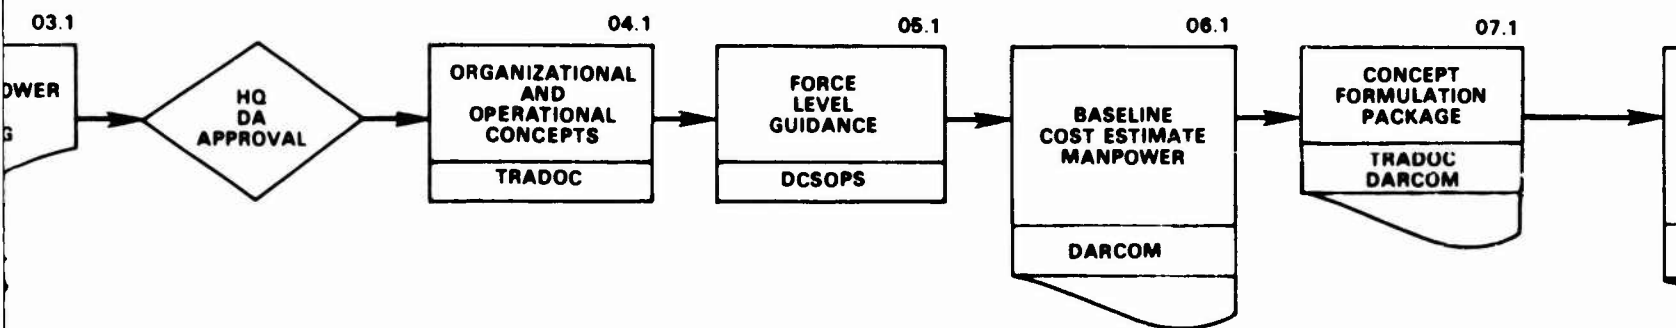 03.1
04.1
05.1
06.1
07.1
HQ
DA
APPROVAL
ORGANIZATIONAL
AND
OPERATIONAL
CONCEPTS
TRADOC
FORCE
LEVEL
GUIDANCE
DCSOPS
BASELINE
COST ESTIMATE
MANPOWER
DARCOM
CONCEPT
FORMULATION
PACKAGE
TRADOC
DARCOM